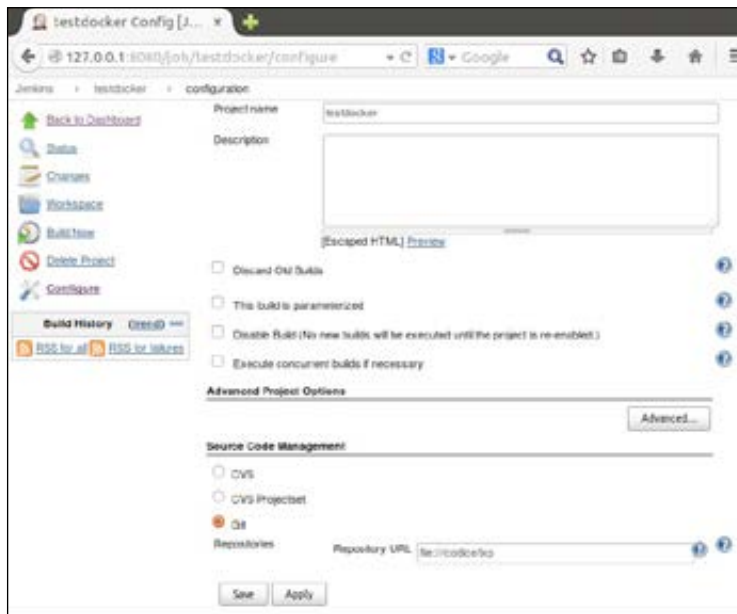 testdocker Config [J...
127.0.0.1:8080/job/testdocker/configure
Google
Jenkins
testdocker
configuration
Back to Dashboard
Status
Changes
Workspace
Build Now
Delete Project
Configure
Build History (trend)
RSS for all RSS for failures
Project name
testdocker
Description
[Escaped HTML] Preview
Discard Old Builds
This build is parameterized
Disable Build (No new builds will be executed until the project is re-enabled.)
Execute concurrent builds if necessary
Advanced Project Options
Advanced...
Source Code Management
CVS
CVS Projectset
Git
Repositories
Repository URL
Save
Apply